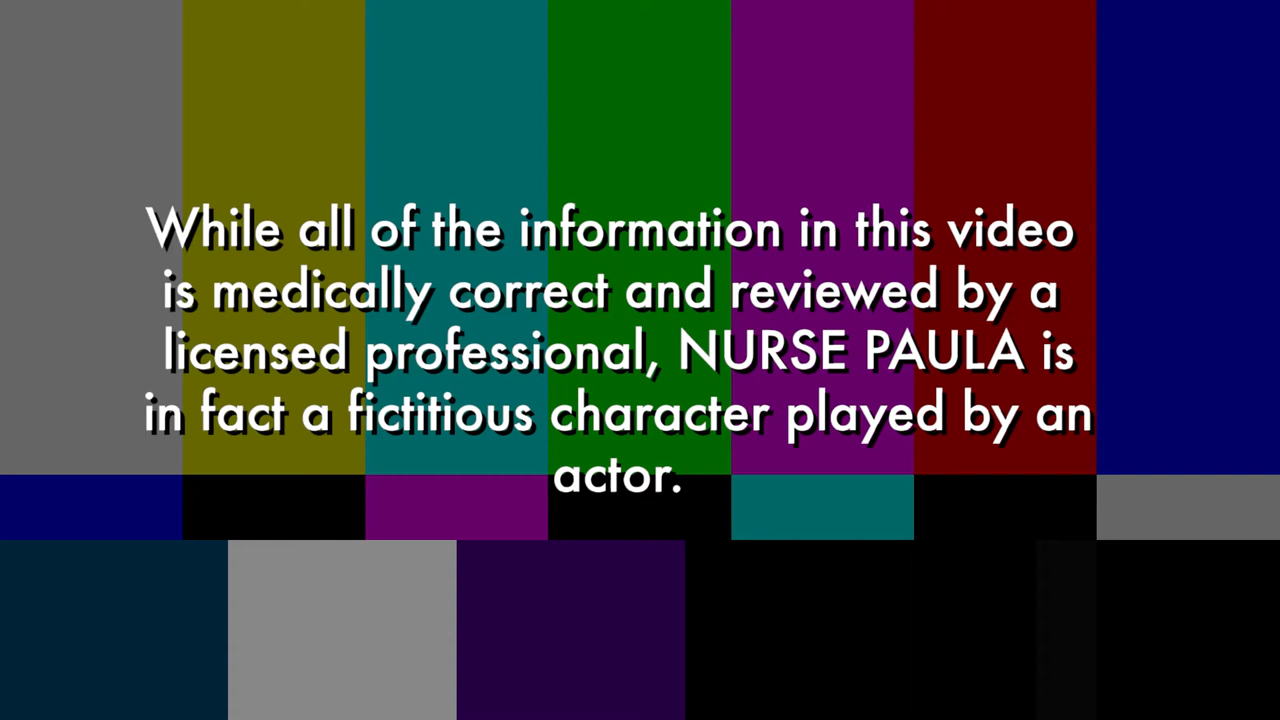 While all of the information in this video
is medically correct and reviewed by a
licensed professional, NURSE PAULA is
in fact a fictitious character played by an
actor.